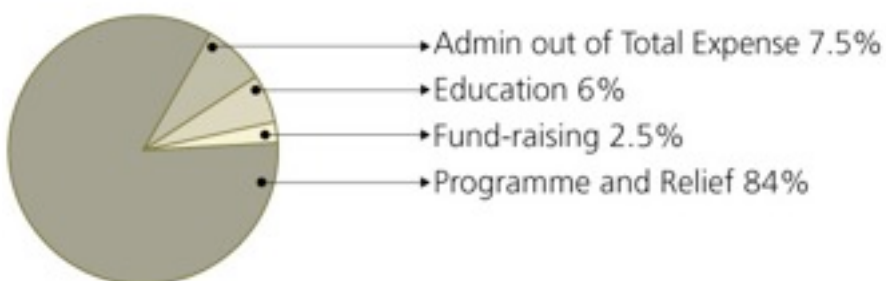 Admin out of Total Expense 7.5%
Education 6%
Fund-raising 2.5%
Programme and Relief 84%